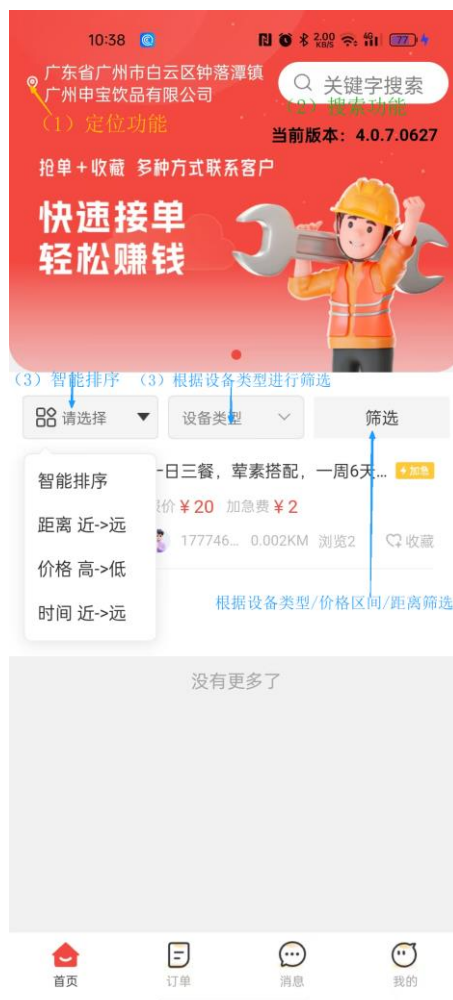 10:38
2.00 KB/S 4G 77
广东省广州市白云区钟落潭镇
广州申宝饮品有限公司
关键字搜索
(1)定位功能
(2)搜索功能
当前版本：4.0.7.0627
抢单+收藏 多种方式联系客户
快速接单
轻松赚钱
(3)智能排序 (3)根据设备类型进行筛选
请选择 设备类型 筛选
智能排序
距离 近->远
价格 高->低
时间 近->远
一日三餐，荤素搭配，一周6天... 加急
价￥20 加急费￥2
177746... 0.002KM 浏览2 收藏
根据设备类型/价格区间/距离筛选
没有更多了
首页 订单 消息 我的